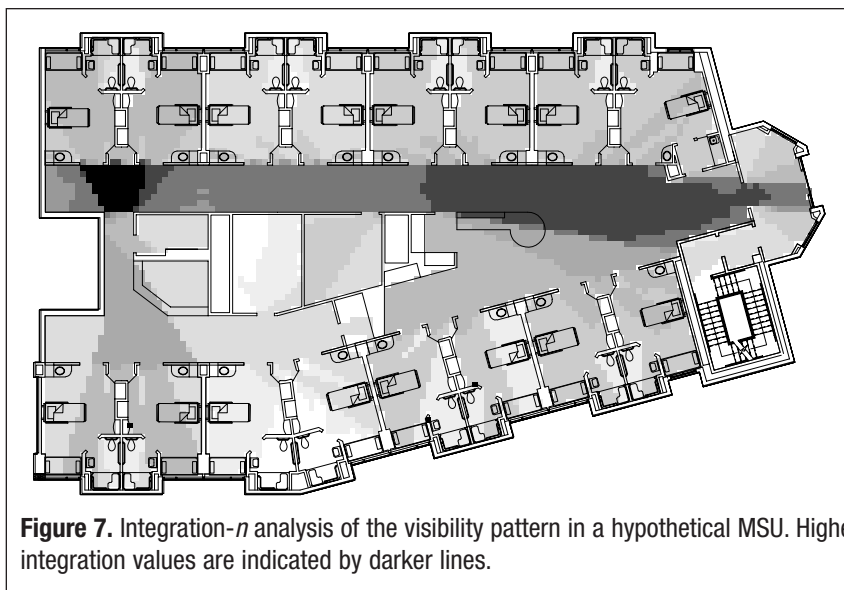 Figure 7. Integration-n analysis of the visibility pattern in a hypothetical MSU. Highe
integration values are indicated by darker lines.